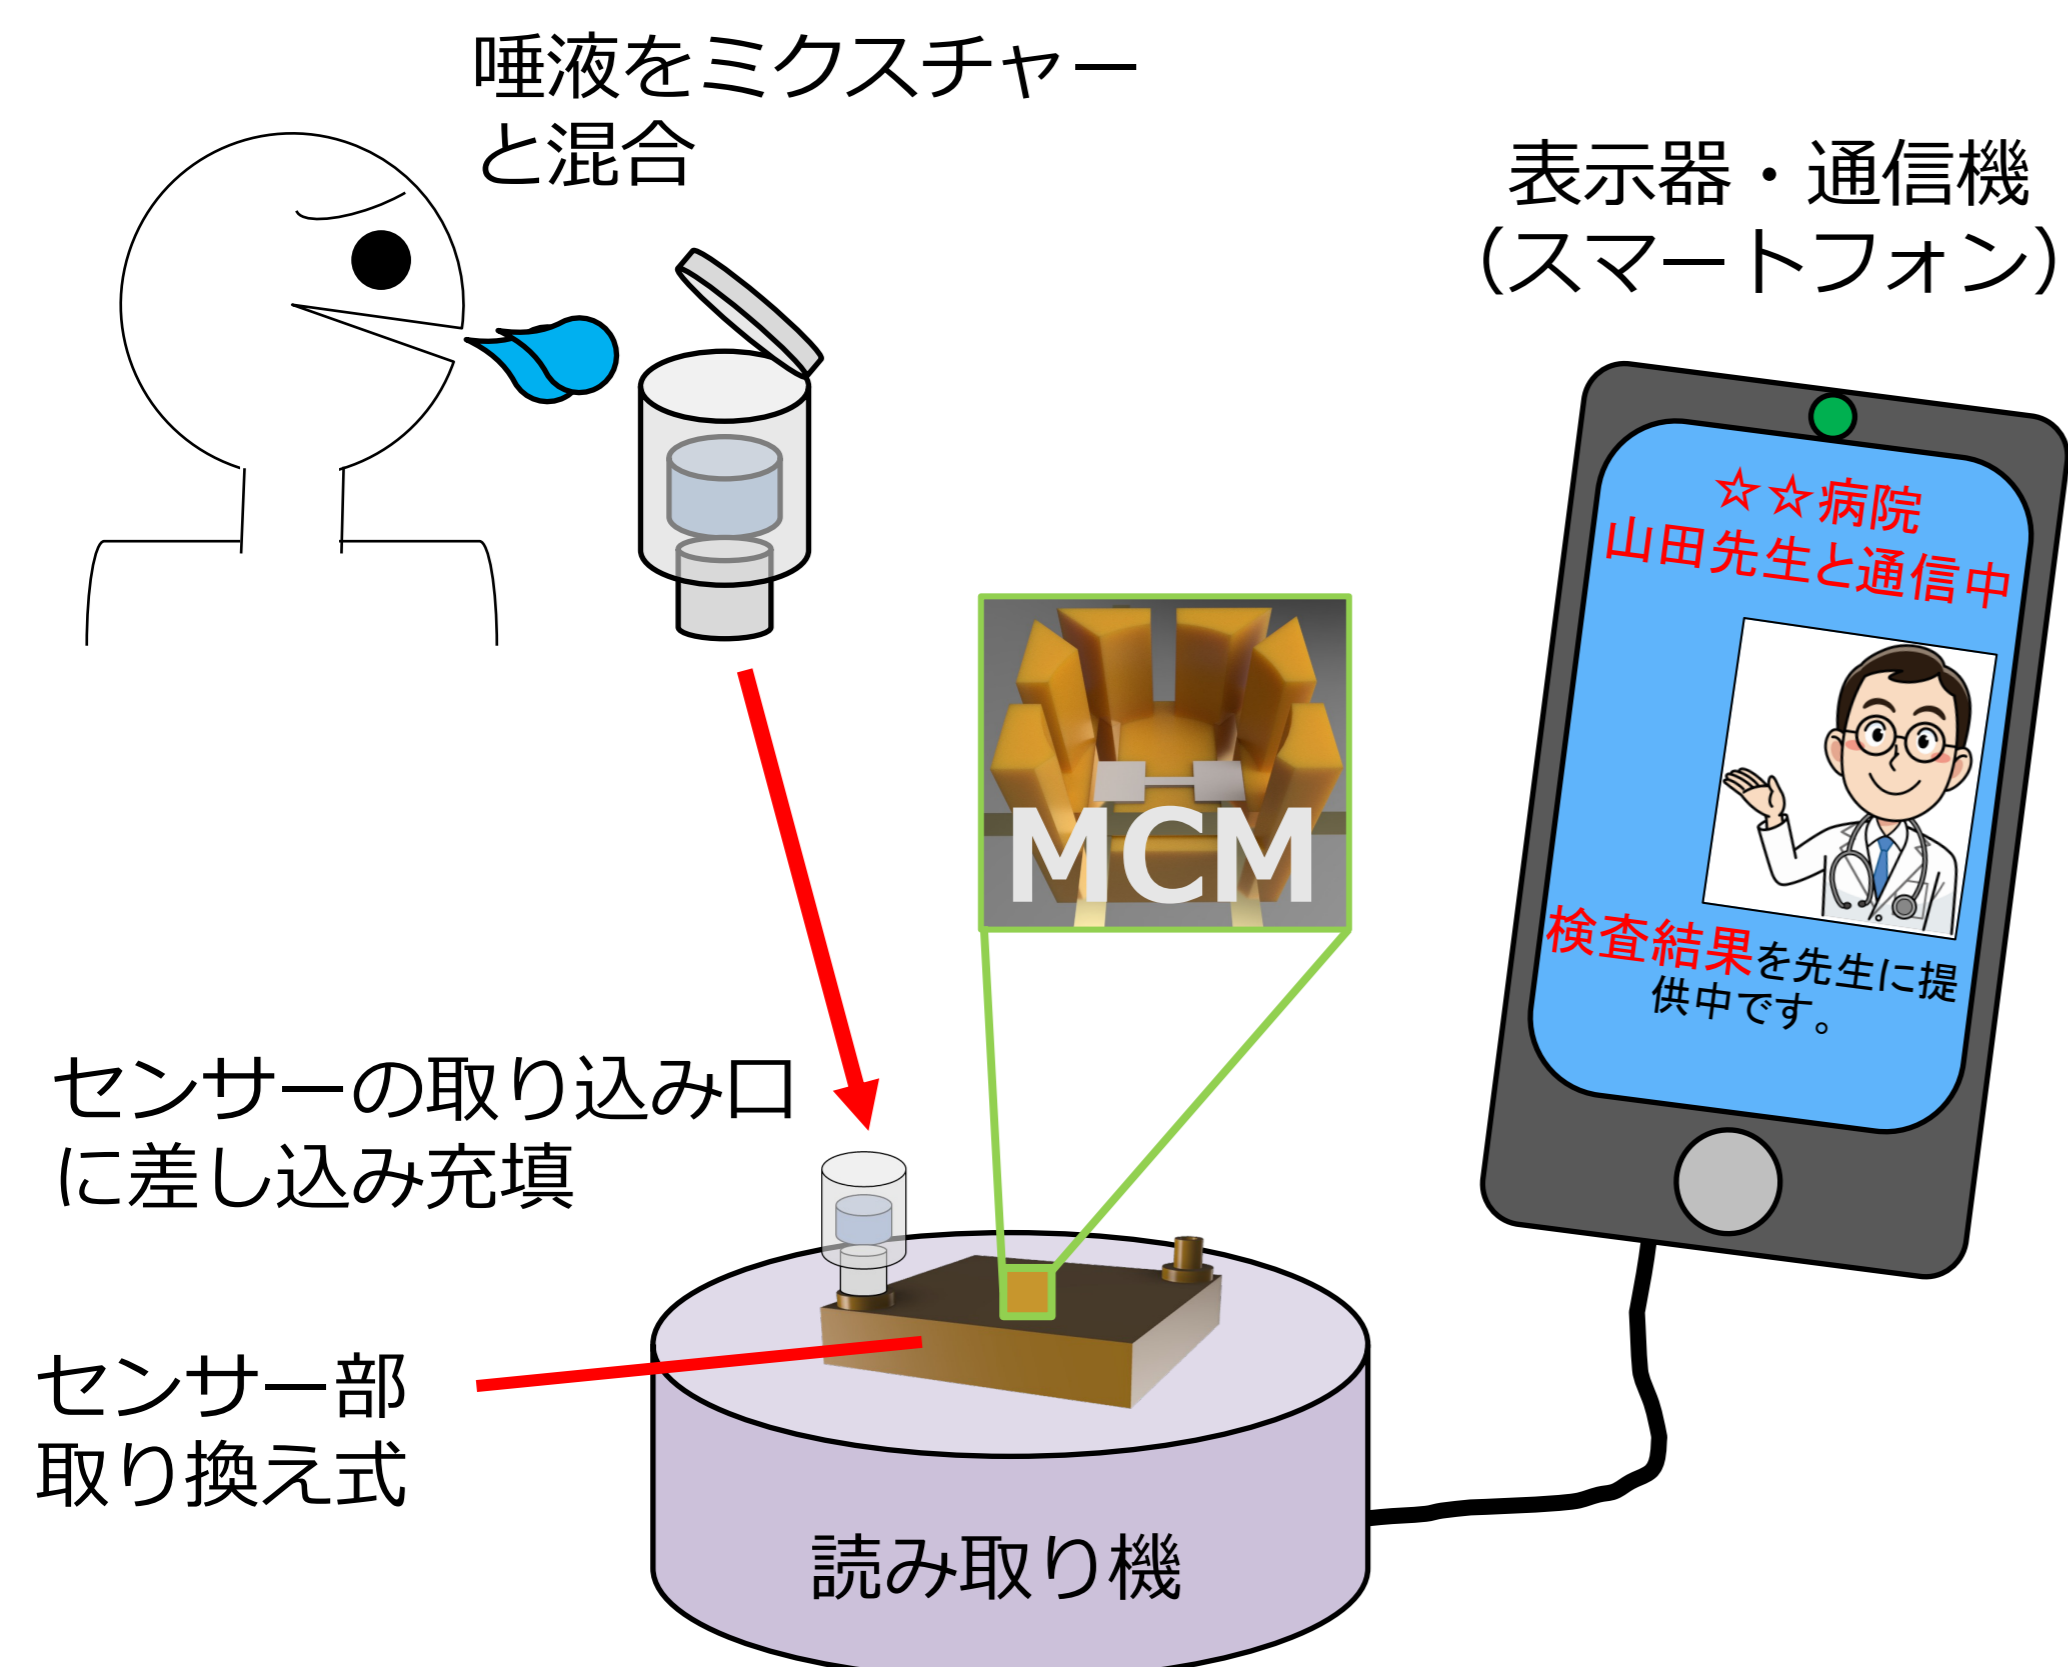 唾液をミクスチャー
と混合
表示器・通信機
（スマートフォン）
☆☆病院
山田先生と通信中
検査結果を先生に提
供中です。
MCM
センサーの取り込み口
に差し込み充填
センサー部
取り換え式
読み取り機